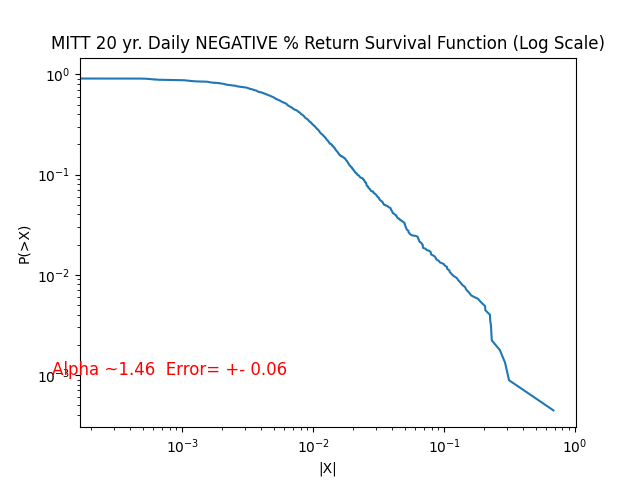 MITT 20 yr. Daily NEGATIVE % Return Survival Function (Log Scale)
10⁰
10⁻¹
10⁻²
10⁻³
P(>X)
Alpha ~1.46 Error= +- 0.06
10⁻³ 10⁻² 10⁻¹ 10⁰
|X|